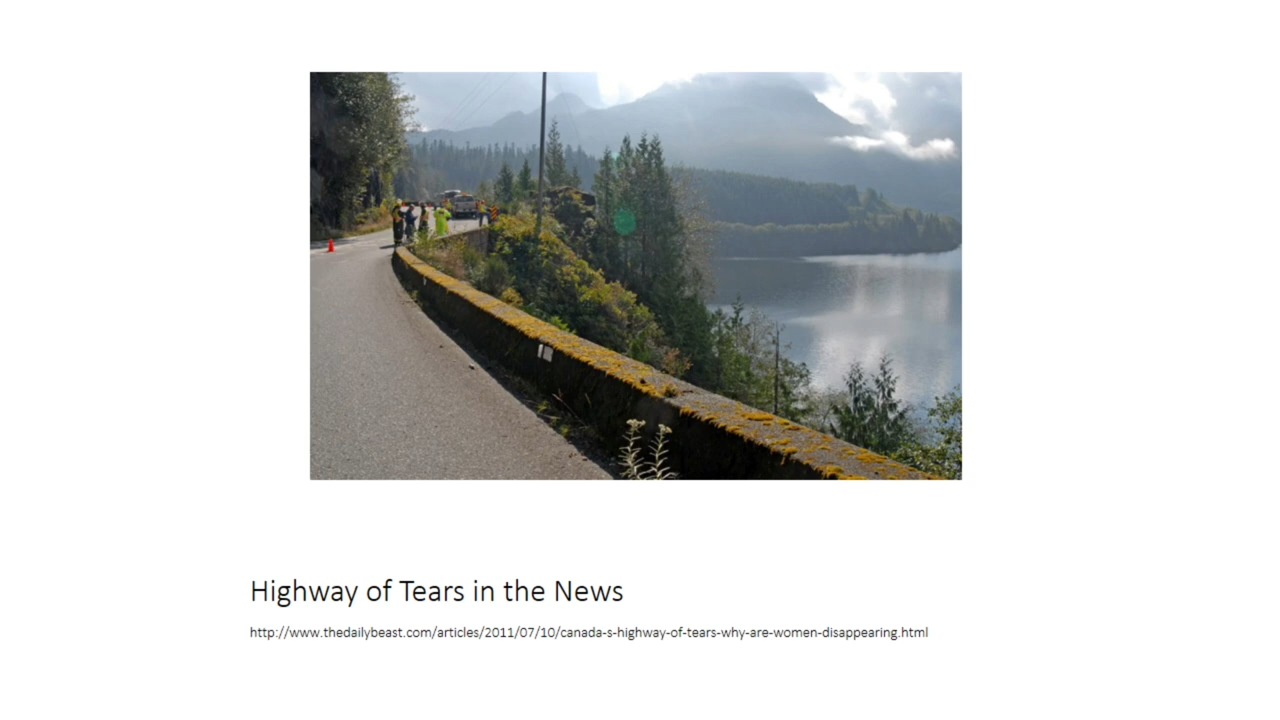 Highway of Tears in the News
http://www.thedailybeast.com/articles/2011/07/10/canada-s-highway-of-tears-why-are-women-disappearing.html